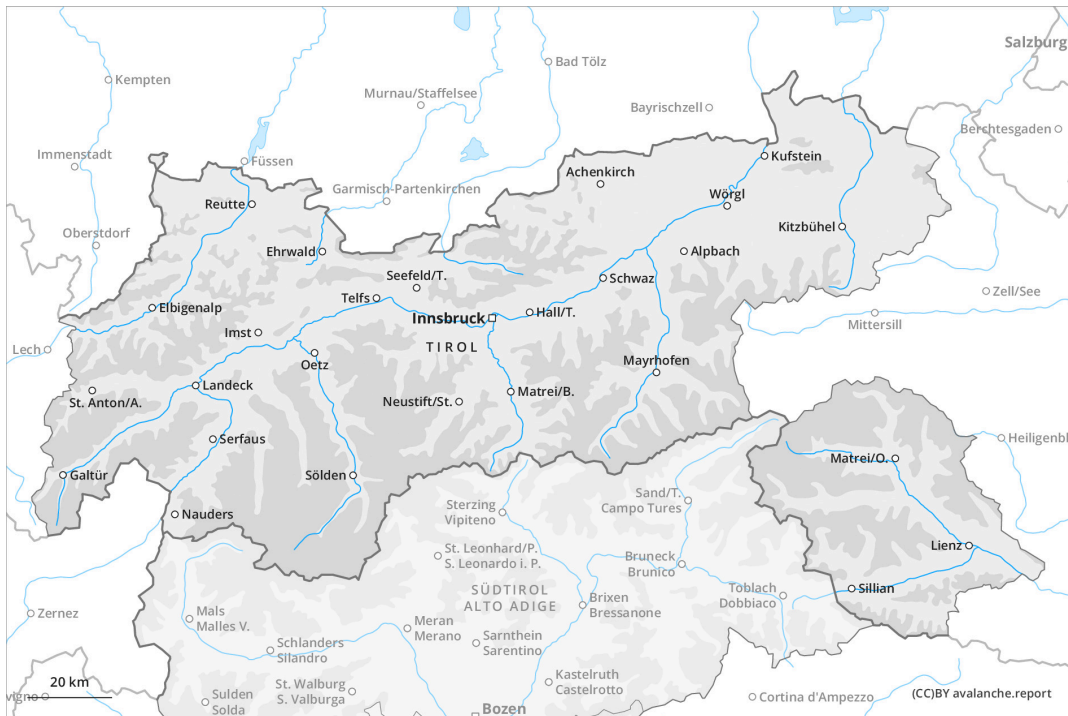 Salzburg
Kempten
Bad Tölz
Murnau/Staffelsee
Bayrischzell
Berchtesgaden
Immenstadt
Füssen
Kufstein
Achenkirch
Garmisch-Partenkirchen
Reutte
Wörgl
Oberstdorf
Kitzbühel
Ehrwald
Alpbach
Seefeld/T.
Schwaz
Zell/See
Telfs
Elbigenalp
Innsbruck
Hall/T.
Mittersill
Imst
TIROL
Lech
Oetz
Mayrhofen
Landeck
St. Anton/A.
Neustift/St.
Matrei/B.
Serfaus
Heiligenbl
Matrei/O.
Galtür
Sölden
Sand/T.
Campo Tures
Sterzing
Vipiteno
Nauders
Lienz
St. Leonhard/P.
S. Leonardo i. P.
Bruneck
Brunico
SÜDTIROL
ALTO ADIGE
Toblach
Dobbiaco
Sillian
Brixen
Bressanone
Zernez
Mals
Malles V.
Meran
Merano
Sarnthein
Sarentino
Schlanders
Silandro
Kastelruth
Castelrotto
20 km
St. Walburg
S. Valburga
vigno
Sulden
Solda
Cortina d'Ampezzo
(CC)BY avalanche.report
Bozen